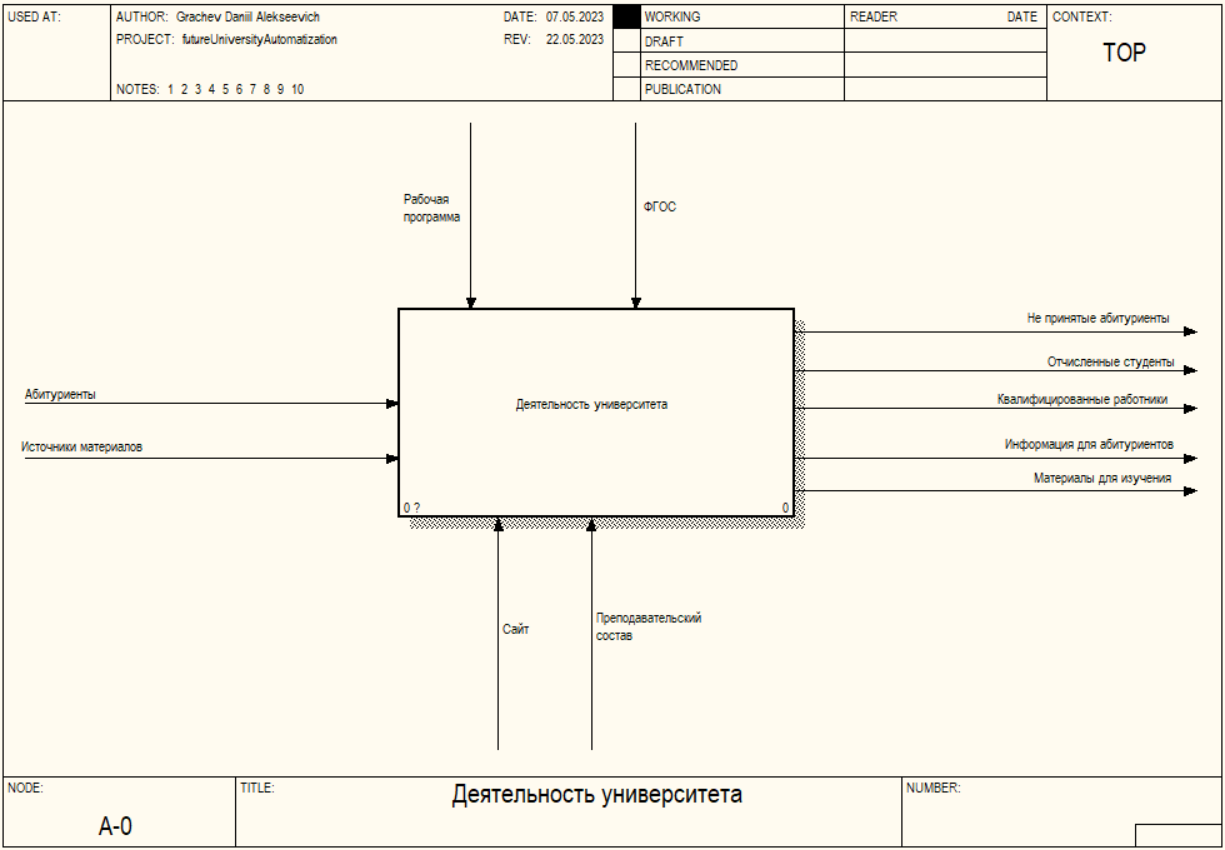 USED AT:
AUTHOR: Grachev Daniil Alekseevich
DATE: 07.05.2023
PROJECT: futureUniversityAutomatization
REV: 22.05.2023
NOTES: 1 2 3 4 5 6 7 8 9 10
WORKING
DRAFT
RECOMMENDED
PUBLICATION
READER
DATE
CONTEXT:
TOP
Рабочая
программа
ФГОС
Абитуриенты
Источники материалов
Деятельность университета
0 ?
0
Не принятые абитуриенты
Отчисленные студенты
Квалифицированные работники
Информация для абитуриентов
Материалы для изучения
Сайт
Преподавательский
состав
NODE:
A-0
TITLE:
Деятельность университета
NUMBER: